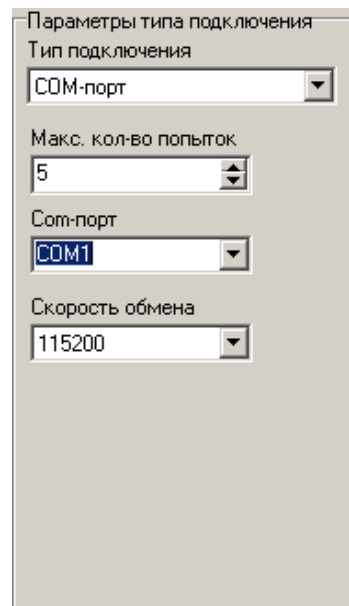 Параметры типа подключения
Тип подключения
COM-порт
Макс. кол-во попыток
5
Com-порт
COM1
Скорость обмена
115200